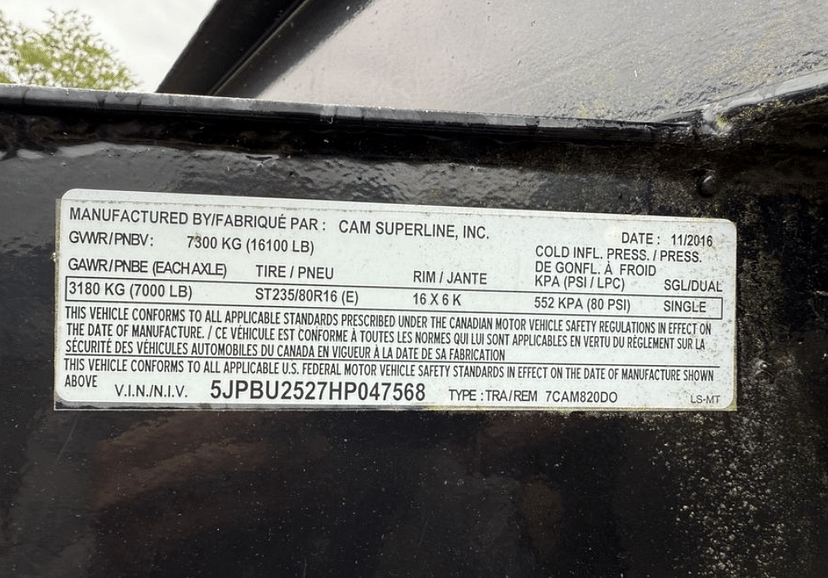 MANUFACTURED BY/FABRIQUÉ PAR : CAM SUPERLINE, INC.
DATE : 11/2016
GVWR/PNBV: 7300 KG (16100 LB)
COLD INFL. PRESS. / PRESS.
DE GONFL. À FROID
GAWR/PNBE (EACH AXLE) TIRE / PNEU RIM / JANTE KPA (PSI / LPC) SGL/DUAL
3180 KG (7000 LB) ST235/80R16 (E) 16 X 6 K 552 KPA (80 PSI) SINGLE
THIS VEHICLE CONFORMS TO ALL APPLICABLE STANDARDS PRESCRIBED UNDER THE CANADIAN MOTOR VEHICLE SAFETY REGULATIONS IN EFFECT ON
THE DATE OF MANUFACTURE. / CE VÉHICULE EST CONFORME À TOUTES LES NORMES QUI LUI SONT APPLICABLES EN VERTU DU RÈGLEMENT SUR LA
SÉCURITÉ DES VÉHICULES AUTOMOBILES DU CANADA EN VIGUEUR À LA DATE DE SA FABRICATION
THIS VEHICLE CONFORMS TO ALL APPLICABLE U.S. FEDERAL MOTOR VEHICLE SAFETY STANDARDS IN EFFECT ON THE DATE OF MANUFACTURE SHOWN
ABOVE V.I.N./N.I.V. 5JPBU2527HP047568 TYPE : TRA/REM 7CAM820DO LS-MT